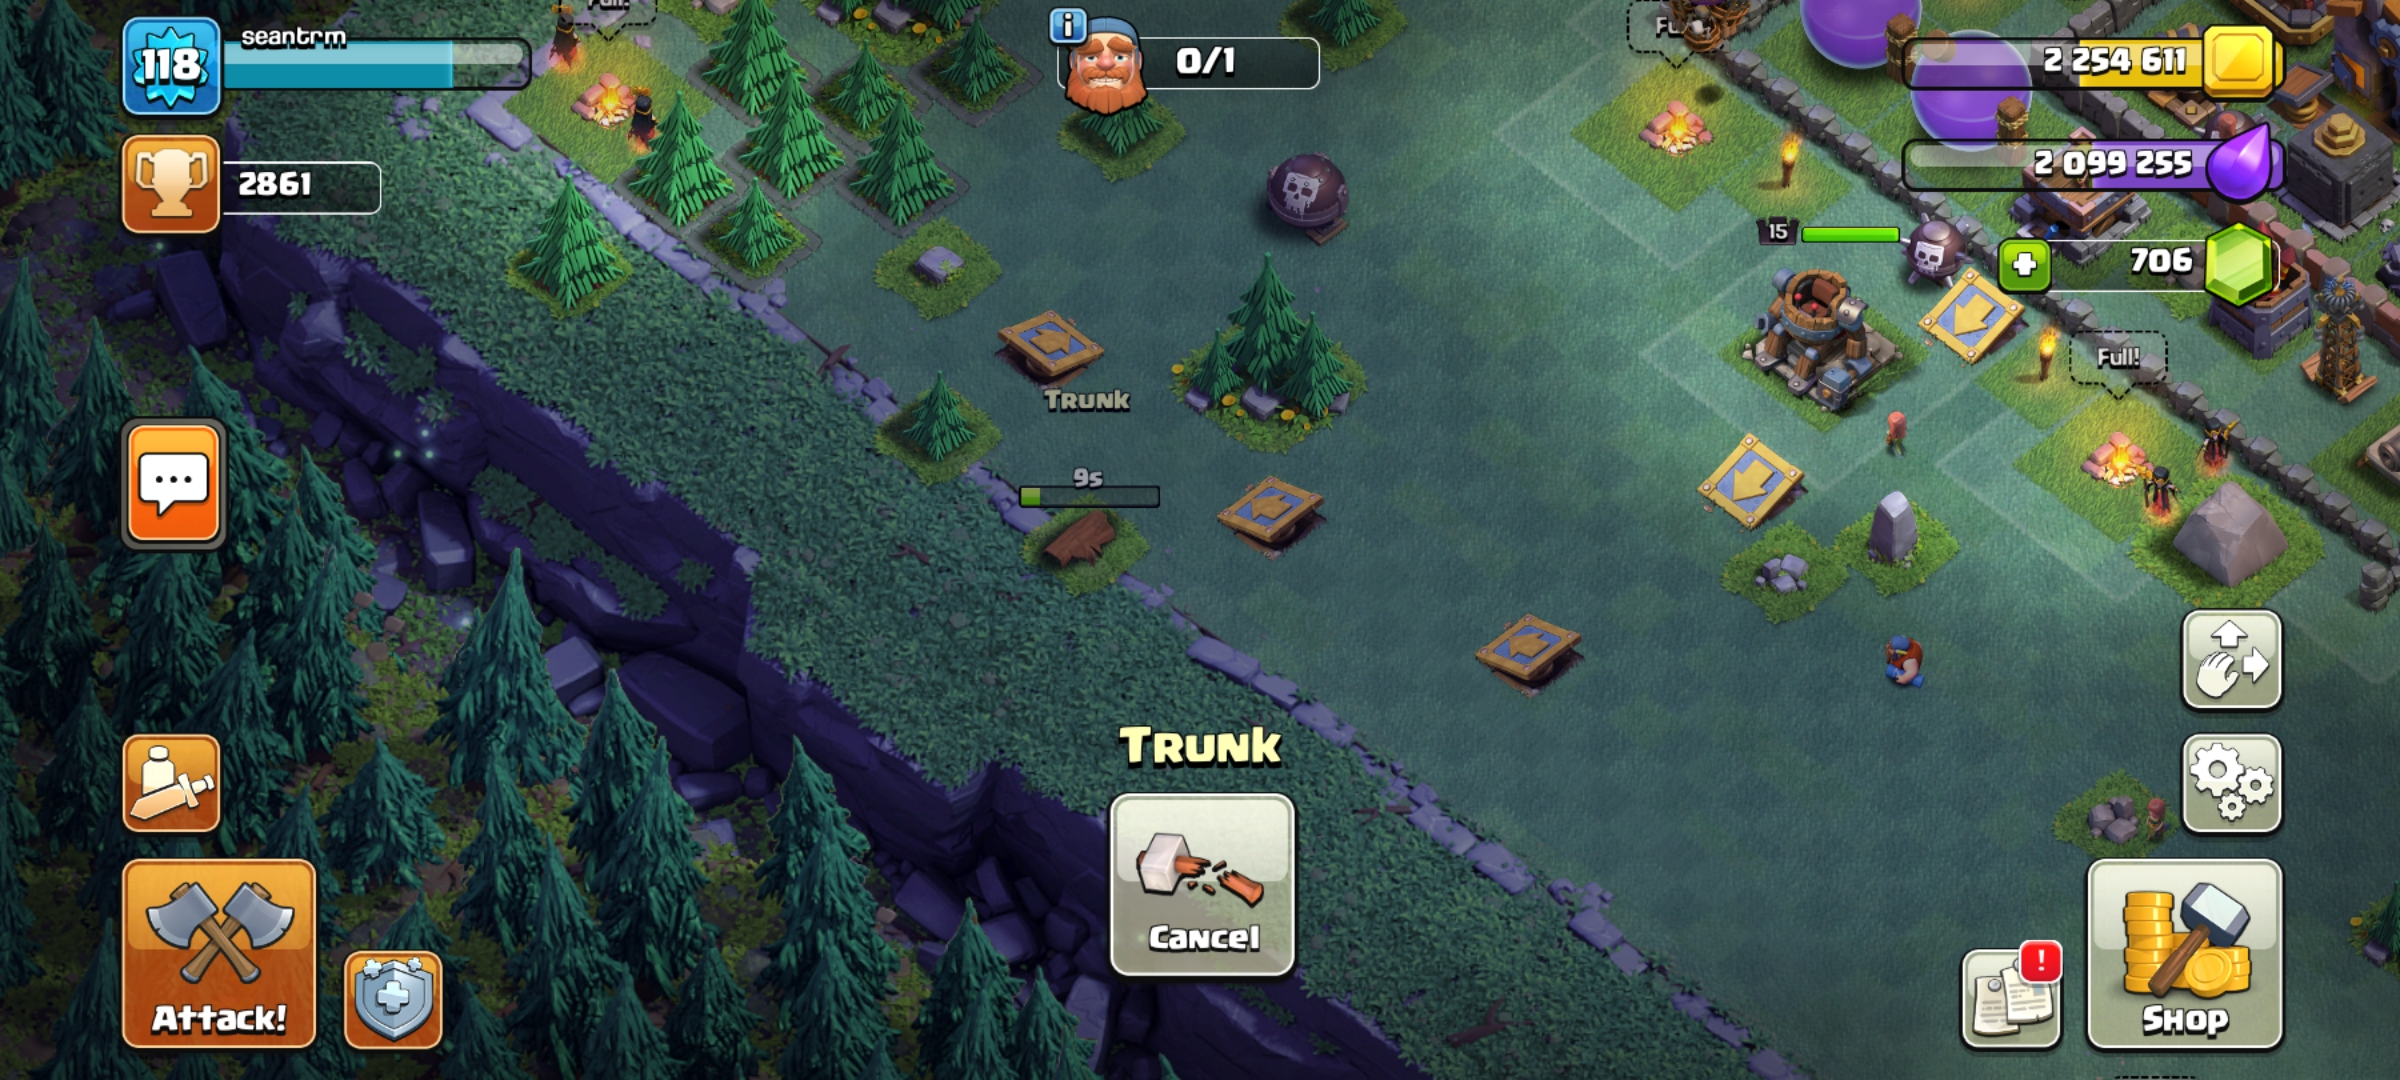 118
seantrm
0/1
2 254 611
2861
2 099 255
15
706
Full!
TRUNK
9s
TRUNK
Cancel
Attack!
!
Shop